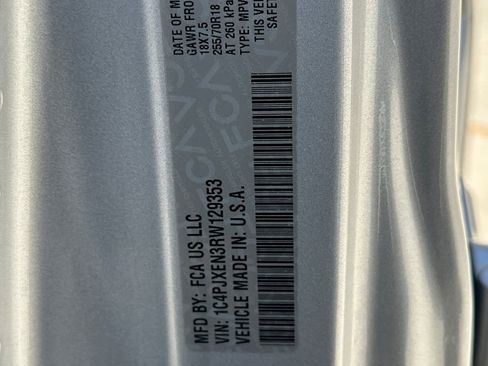 MFD BY: FCA US LLC
VIN: 1C4PJXEN3RW129353
VEHICLE MADE IN: U.S.A.
DATE OF M
GAWR FRO
18X7.5
255/70R18
AT 260 kPa
TYPE: MPV
THIS VE
SAFET